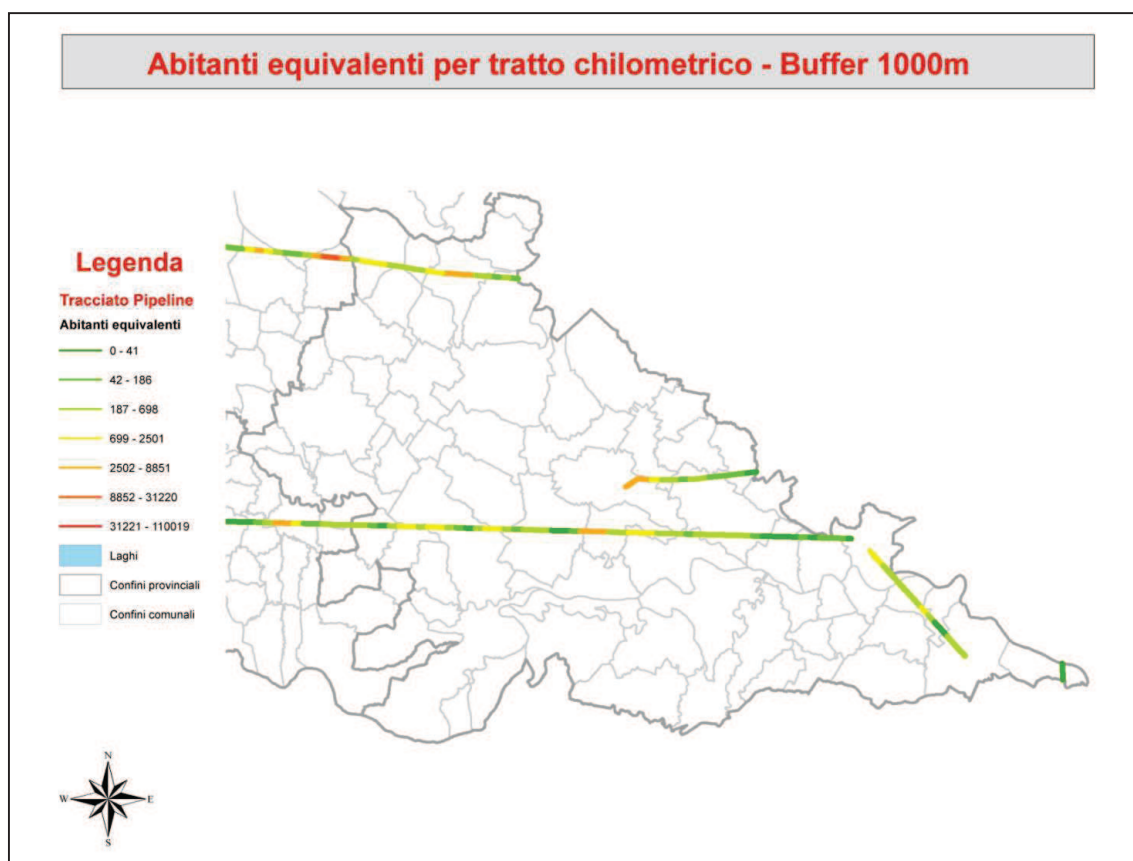 Abitanti equivalenti per tratto chilometrico - Buffer 1000m
Legenda
Tracciato Pipeline
Abitanti equivalenti
0 - 41
42 - 186
187 - 698
699 - 2501
2502 - 8851
8852 - 31220
31221 - 110019
Laghi
Confini provinciali
Confini comunali
N
W E
S